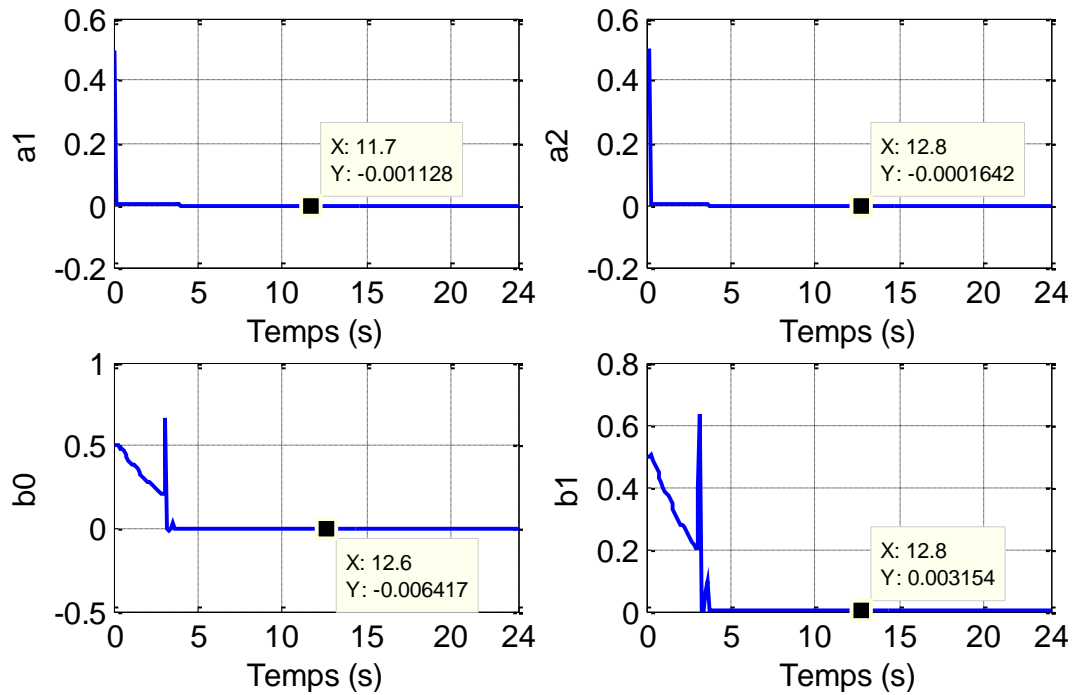 0.6
0.4
0.2
0
-0.2
a1
X: 11.7
Y: -0.001128
0 5 10 15 20 24
Temps (s)
0.6
0.4
0.2
0
-0.2
a2
X: 12.8
Y: -0.0001642
0 5 10 15 20 24
Temps (s)
1
0.5
0
-0.5
b0
X: 12.6
Y: -0.006417
0 5 10 15 20 24
Temps (s)
0.8
0.6
0.4
0.2
0
b1
X: 12.8
Y: 0.003154
0 5 10 15 20 24
Temps (s)